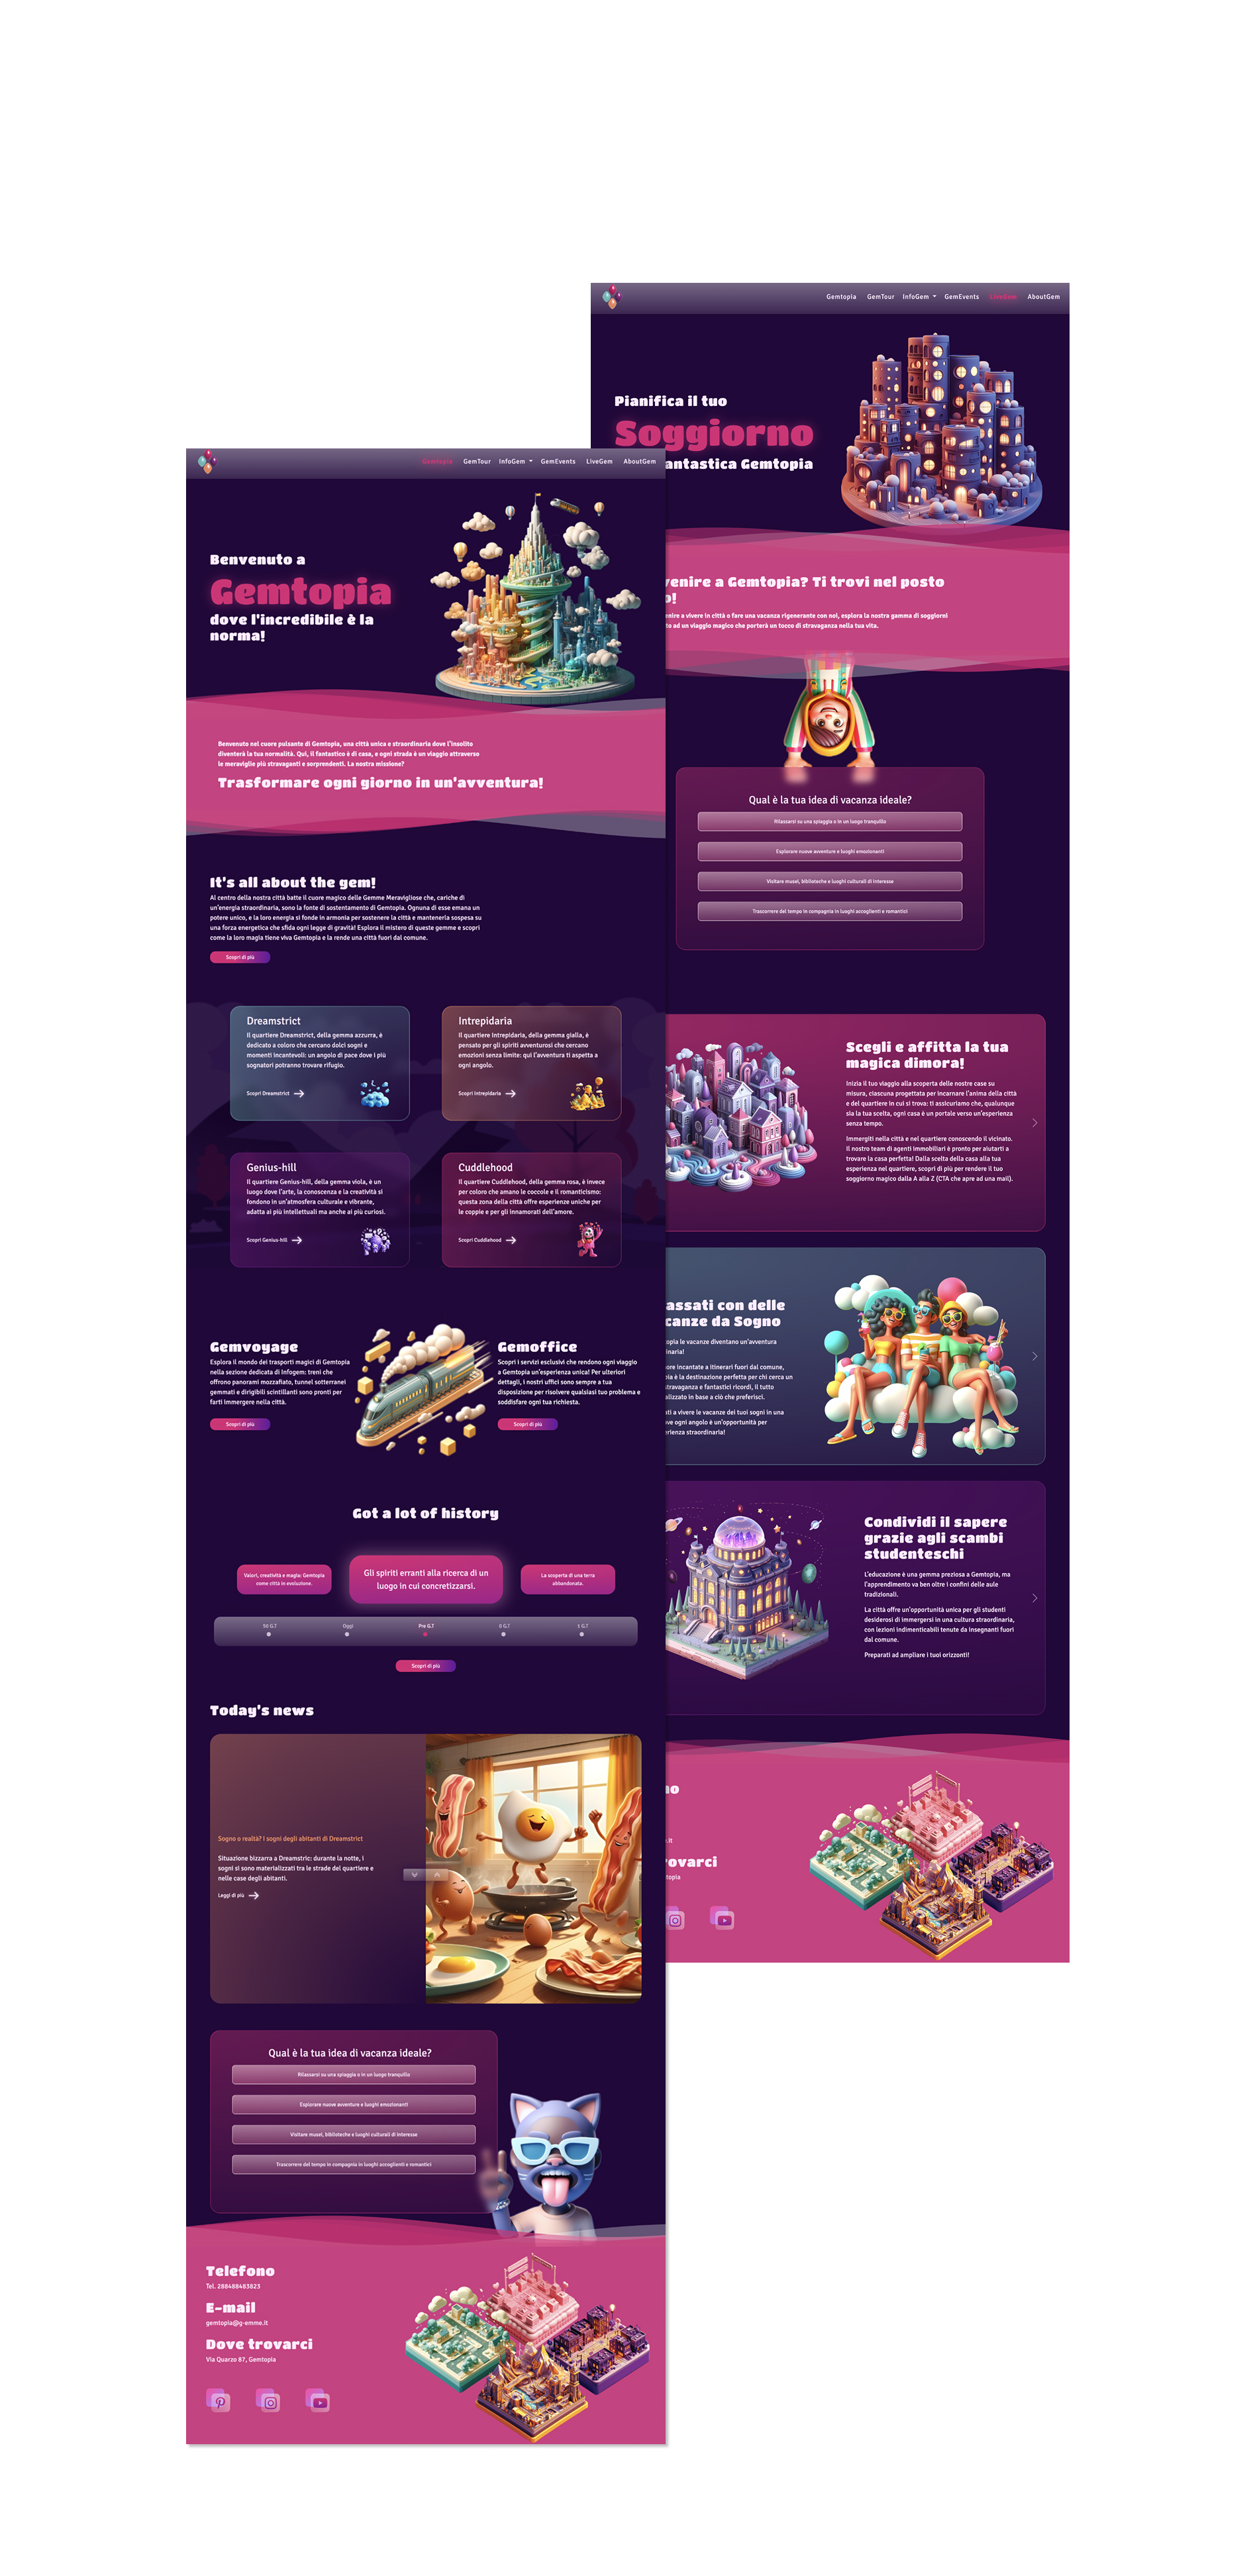 Gemtopia GemTour InfoGem GemEvents LiveGem AboutGem
Benvenuto a
Gemtopia
dove l'incredibile è la
norma!
Benvenuto nel cuore pulsante di Gemtopia, una città unica e straordinaria dove l'insolito
diventerà la tua normalità. Qui, il fantastico è di casa, e ogni strada è un viaggio attraverso
le meraviglie più stravaganti e sorprendenti. La nostra missione?
Trasformare ogni giorno in un'avventura!
It's all about the gem!
Al centro della nostra città batte il cuore magico delle Gemme Meravigliose che, cariche di
un'energia straordinaria, sono la fonte di sostentamento di Gemtopia. Ognuna di esse emana un
potere unico, e la loro energia si fonde in armonia per sostenere la città e mantenerla sospesa su
una forza energetica che sfida ogni legge di gravità! Esplora il mistero di queste gemme e scopri
come la loro magia tiene viva Gemtopia e la rende una città fuori dal comune.
Scopri di più
Dreamstrict
Il quartiere Dreamstrict, della gemma azzurra, è
dedicato a coloro che cercano dolci sogni e
momenti incantevoli: un angolo di pace dove i più
sognatori potranno trovare rifugio.
Scopri Dreamstrict
Intrepidaria
Il quartiere Intrepidaria, della gemma gialla, è
pensato per gli spiriti avventurosi che cercano
emozioni senza limite: qui l'avventura ti aspetta a
ogni angolo.
Scopri Intrepidaria
Genius-hill
Il quartiere Genius-hill, della gemma viola, è un
luogo dove l'arte, la conoscenza e la creatività si
fondono in un'atmosfera culturale e vibrante,
adatta ai più intellettuali ma anche ai più curiosi.
Scopri Genius-hill
Cuddlehood
Il quartiere Cuddlehood, della gemma rosa, è invece
per coloro che amano le coccole e il romanticismo:
questa zona della città offre esperienze uniche per
le coppie e per gli innamorati dell'amore.
Scopri Cuddlehood
Gemvoyage
Esplora il mondo dei trasporti magici di Gemtopia
nella sezione dedicata di Infogem: treni che
offrono panorami mozzafiato, tunnel sotterranei
gemmati e dirigibili scintillanti sono pronti per
farti immergere nella città.
Scopri di più
Gemoffice
Scopri i servizi esclusivi che rendono ogni viaggio
a Gemtopia un'esperienza unica! Per ulteriori
dettagli, i nostri uffici sono sempre a tua
disposizione per risolvere qualsiasi tuo problema e
soddisfare ogni tua richiesta.
Scopri di più
Got a lot of history
Valori, creatività e magia: Gemtopia
come città in evoluzione.
Gli spiriti erranti alla ricerca di un
luogo in cui concretizzarsi.
La scoperta di una terra
abbandonata.
50 G.T Oggi Pre G.T 0 G.T 1 G.T
Scopri di più
Today's news
Sogno o realtà? I sogni degli abitanti di Dreamstrict
Situazione bizzarra a Dreamstric: durante la notte, i
sogni si sono materializzati tra le strade del quartiere e
nelle case degli abitanti.
Leggi di più
Qual è la tua idea di vacanza ideale?
Rilassarsi su una spiaggia o in un luogo tranquillo
Esplorare nuove avventure e luoghi emozionanti
Visitare musei, biblioteche e luoghi culturali di interesse
Trascorrere del tempo in compagnia in luoghi accoglienti e romantici
Telefono
Tel. 288488483823
E-mail
gemtopia@g-emme.it
Dove trovarci
Via Quarzo 87, Gemtopia
Gemtopia GemTour InfoGem GemEvents LiveGem AboutGem
Pianifica il tuo
Soggiorno
antastica Gemtopia
venire a Gemtopia? Ti trovi nel posto
o!
enire a vivere in città o fare una vacanza rigenerante con noi, esplora la nostra gamma di soggiorni
to ad un viaggio magico che porterà un tocco di stravaganza nella tua vita.
Qual è la tua idea di vacanza ideale?
Rilassarsi su una spiaggia o in un luogo tranquillo
Esplorare nuove avventure e luoghi emozionanti
Visitare musei, biblioteche e luoghi culturali di interesse
Trascorrere del tempo in compagnia in luoghi accoglienti e romantici
Scegli e affitta la tua
magica dimora!
Inizia il tuo viaggio alla scoperta delle nostre case su
misura, ciascuna progettata per incarnare l'anima della città
e del quartiere in cui si trova: ti assicuriamo che, qualunque
sia la tua scelta, ogni casa è un portale verso un'esperienza
senza tempo.
Immergiti nella città e nel quartiere conoscendo il vicinato.
Il nostro team di agenti immobiliari è pronto per aiutarti a
trovare la casa perfetta! Dalla scelta della casa alla tua
esperienza nel quartiere, scopri di più per rendere il tuo
soggiorno magico dalla A alla Z (CTA che apre ad una mail).
assati con delle
canze da Sogno
topia le vacanze diventano un'avventura
dinaria!
ore incantate a itinerari fuori dal comune,
pia è la destinazione perfetta per chi cerca un
stravaganza e fantastici ricordi, il tutto
alizzato in base a ciò che preferisci.
ati a vivere le vacanze dei tuoi sogni in una
ove ogni angolo è un'opportunità per
erienza straordinaria!
Condividi il sapere
grazie agli scambi
studenteschi
L'educazione è una gemma preziosa a Gemtopia, ma
l'apprendimento va ben oltre i confini delle aule
tradizionali.
La città offre un'opportunità unica per gli studenti
desiderosi di immergersi in una cultura straordinaria,
con lezioni indimenticabili tenute da insegnanti fuori
dal comune.
Preparati ad ampliare i tuoi orizzonti!
no
e.it
rovarci
topia